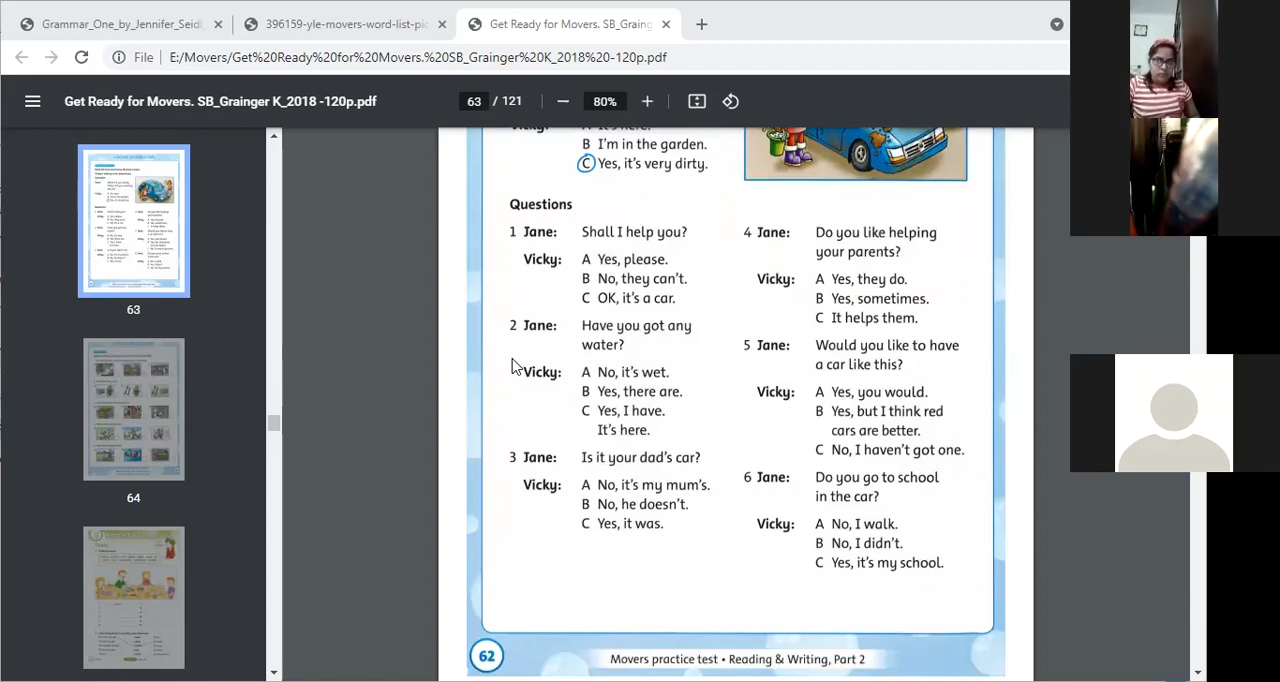 Grammar_One_by_Jennifer_Seidl
396159-yle-movers-word-list-pic
Get Ready for Movers. SB_Graing
File
E:/Movers/Get%20Ready%20for%20Movers.%20SB_Grainger%20K_2018%20-120p.pdf
Get Ready for Movers. SB_Grainger K_2018 -120p.pdf
63 / 121
80%
63
64
B I'm in the garden.
C Yes, it's very dirty.
Questions
1 Jane: Shall I help you?
Vicky: A Yes, please.
B No, they can't.
C OK, it's a car.
2 Jane: Have you got any
water?
Vicky: A No, it's wet.
B Yes, there are.
C Yes, I have.
It's here.
3 Jane: Is it your dad's car?
Vicky: A No, it's my mum's.
B No, he doesn't.
C Yes, it was.
4 Jane: Do you like helping
your parents?
Vicky: A Yes, they do.
B Yes, sometimes.
C It helps them.
5 Jane: Would you like to have
a car like this?
Vicky: A Yes, you would.
B Yes, but I think red
cars are better.
C No, I haven't got one.
6 Jane: Do you go to school
in the car?
Vicky: A No, I walk.
B No, I didn't.
C Yes, it's my school.
62
Movers practice test • Reading & Writing, Part 2